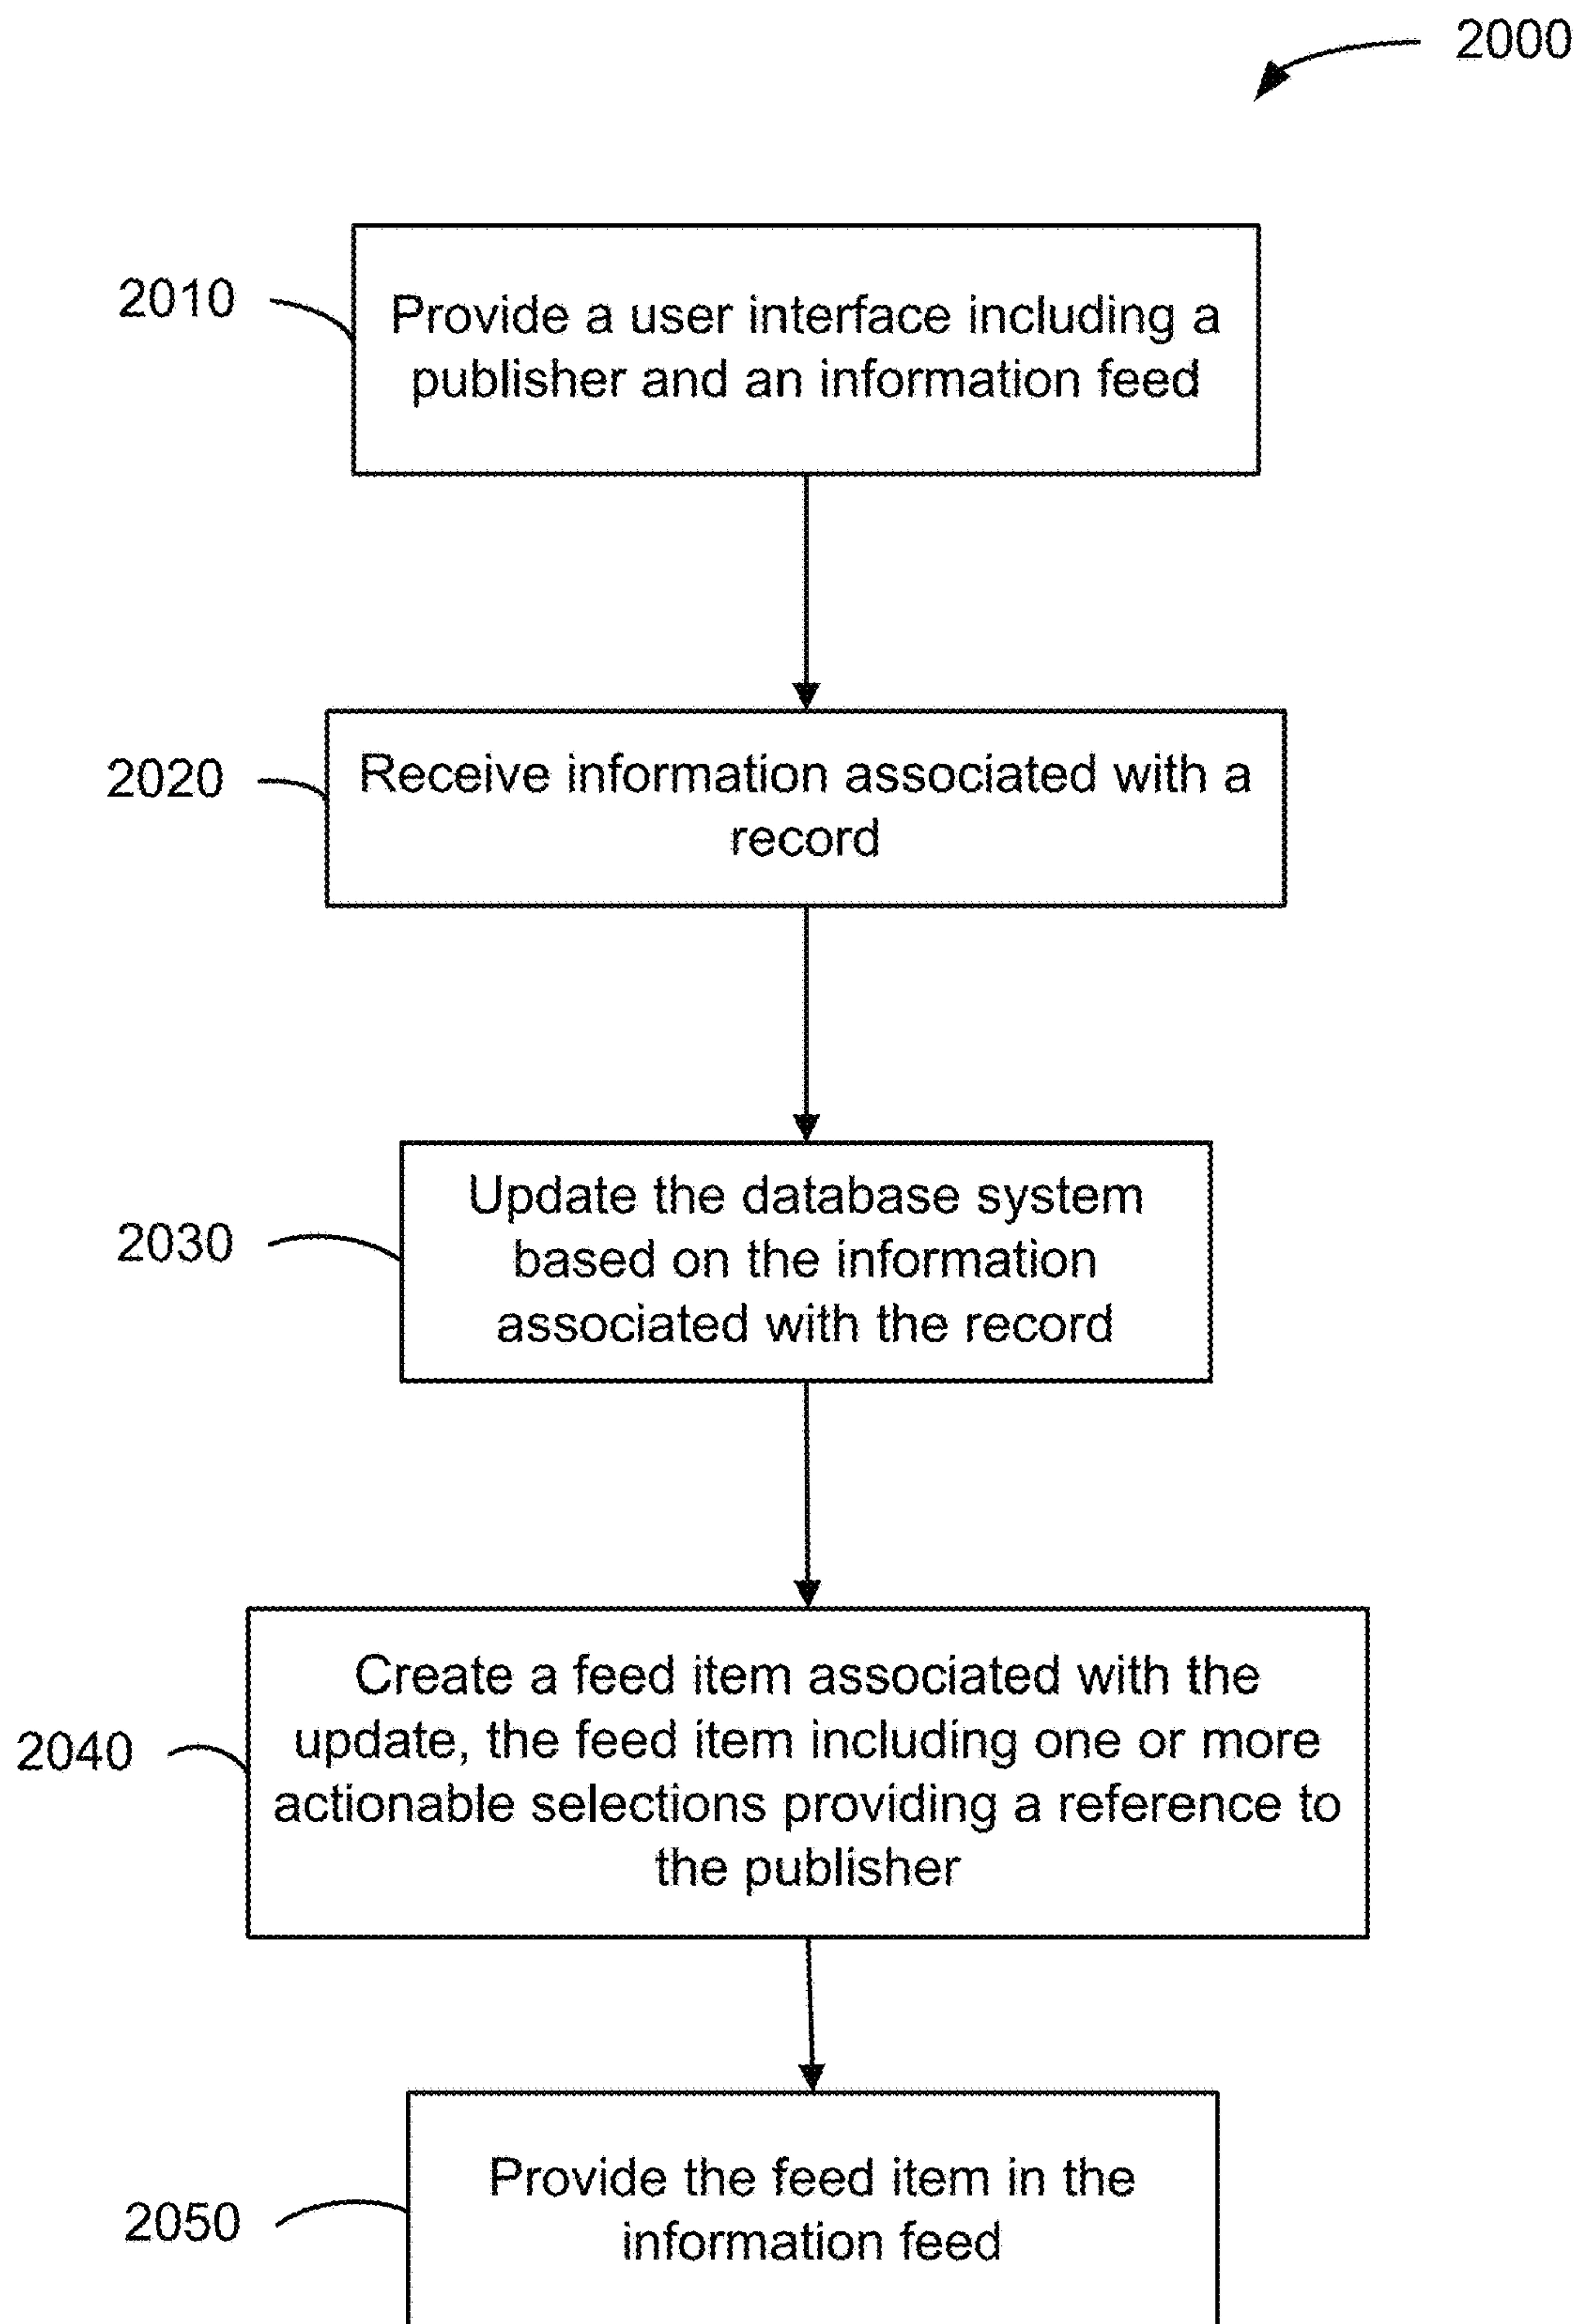 2000
2010
Provide a user interface including a
publisher and an information feed
2020
Receive information associated with a
record
2030
Update the database system
based on the information
associated with the record
2040
Create a feed item associated with the
update, the feed item including one or more
actionable selections providing a reference to
the publisher
2050
Provide the feed item in the
information feed